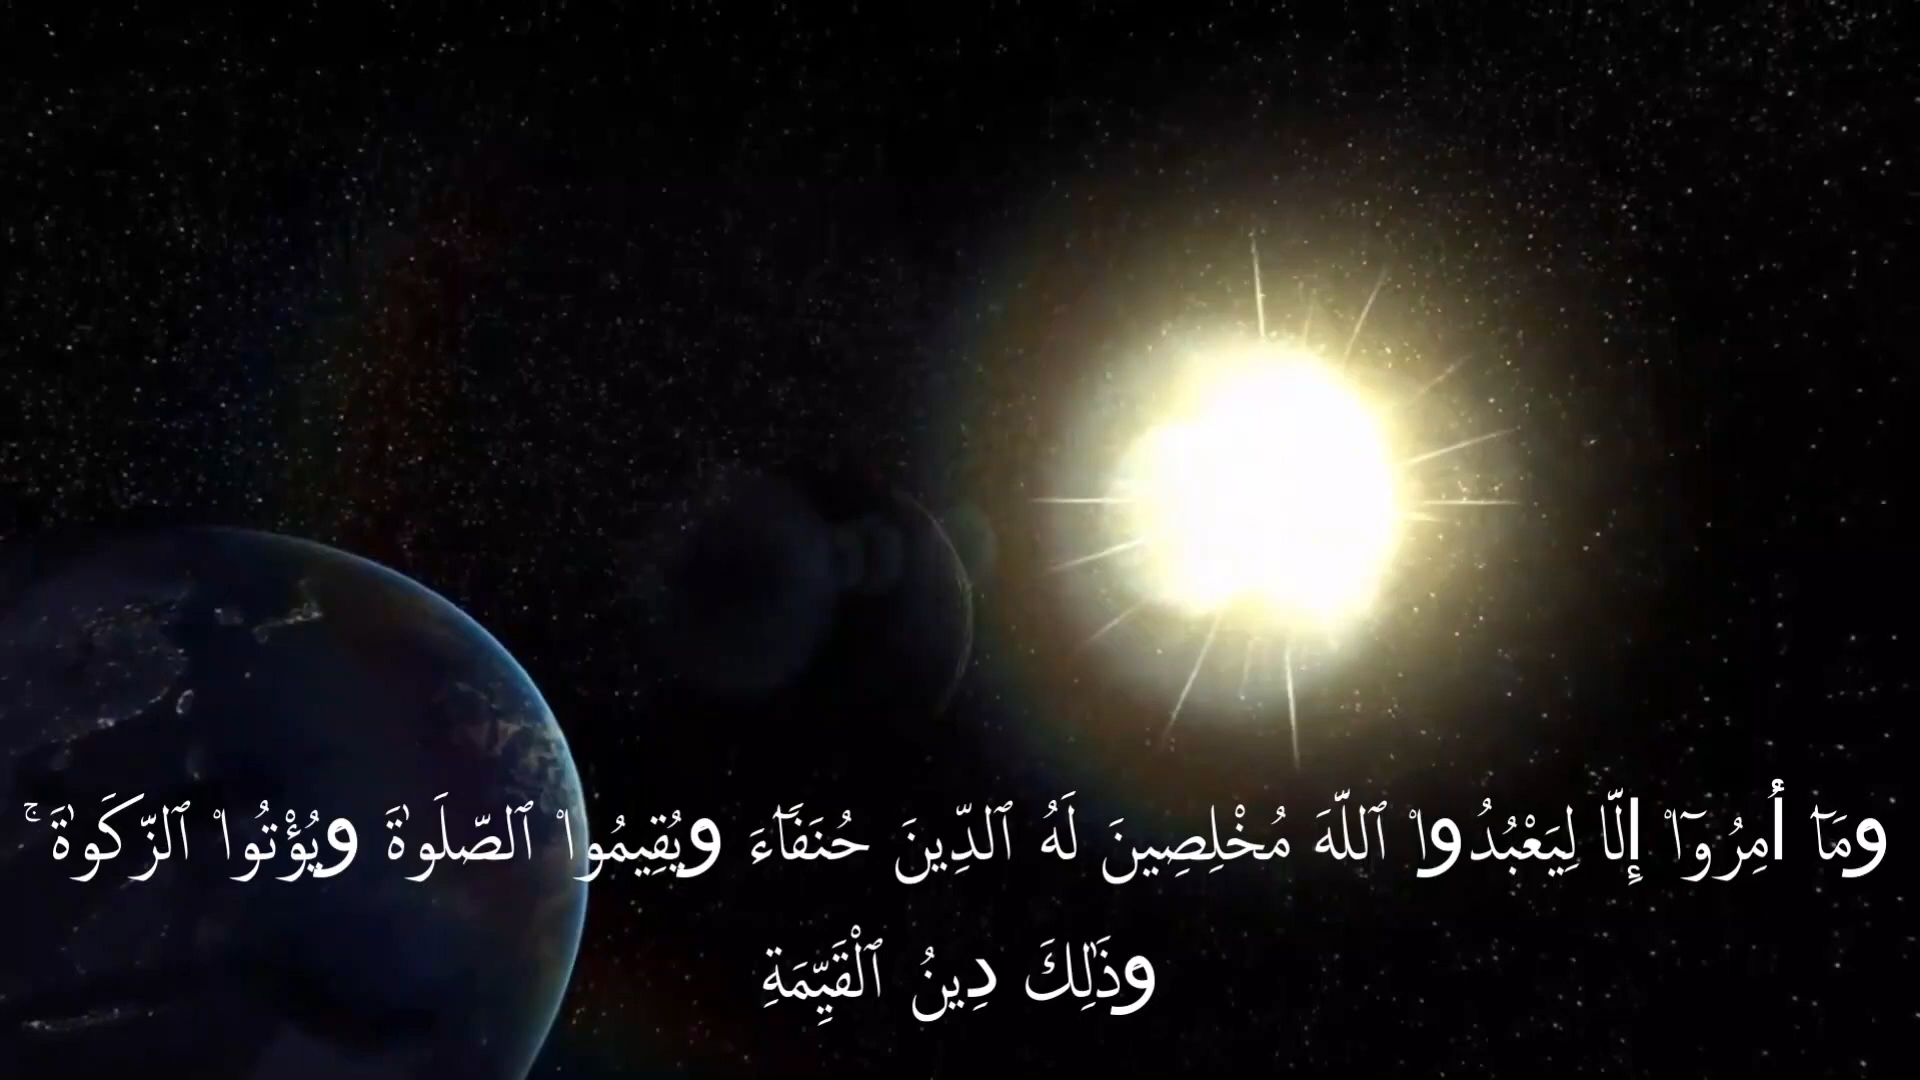 وَمَآ أُمِرُوٓا۟ إِلَّا لِيَعْبُدُوا۟ ٱللَّهَ مُخْلِصِينَ لَهُ ٱلدِّينَ حُنَفَآءَ وَيُقِيمُوا۟ ٱلصَّلَوٰةَ وَيُؤْتُوا۟ ٱلزَّكَوٰةَ ۚ
وَذَٰلِكَ دِينُ ٱلْقَيِّمَةِ